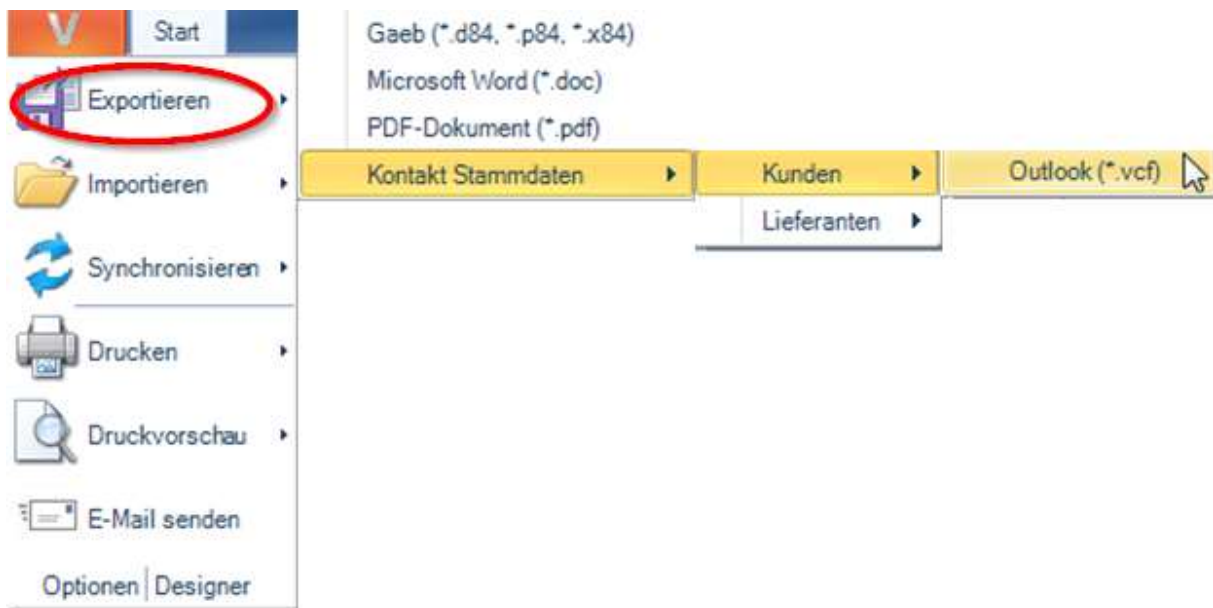 V Start
Exportieren
Importieren
Synchronisieren
Drucken
Druckvorschau
E-Mail senden
Optionen Designer
Gaeb (*.d84, *.p84, *.x84)
Microsoft Word (*.doc)
PDF-Dokument (*.pdf)
Kontakt Stammdaten
Kunden
Lieferanten
Outlook (*.vcf)